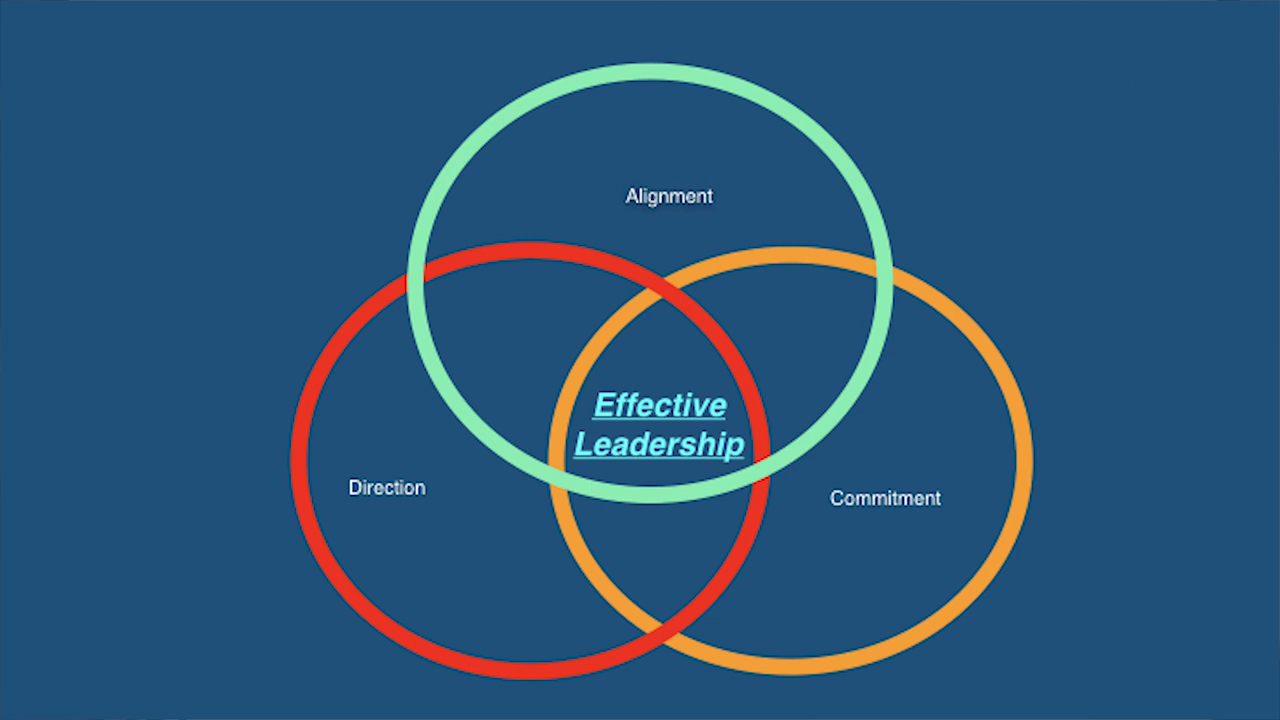 Alignment
Effective
Leadership
Direction
Commitment